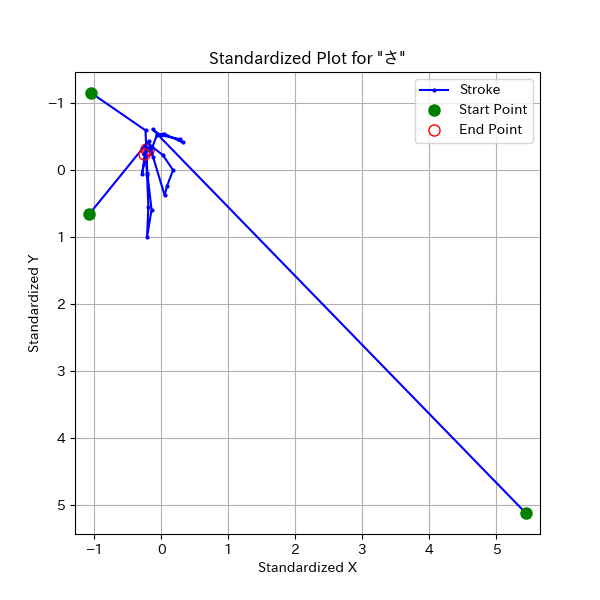 Standardized Plot for "さ"
Stroke
Start Point
End Point
−1
0
1
2
3
4
5
Standardized Y
−1 0 1 2 3 4 5
Standardized X